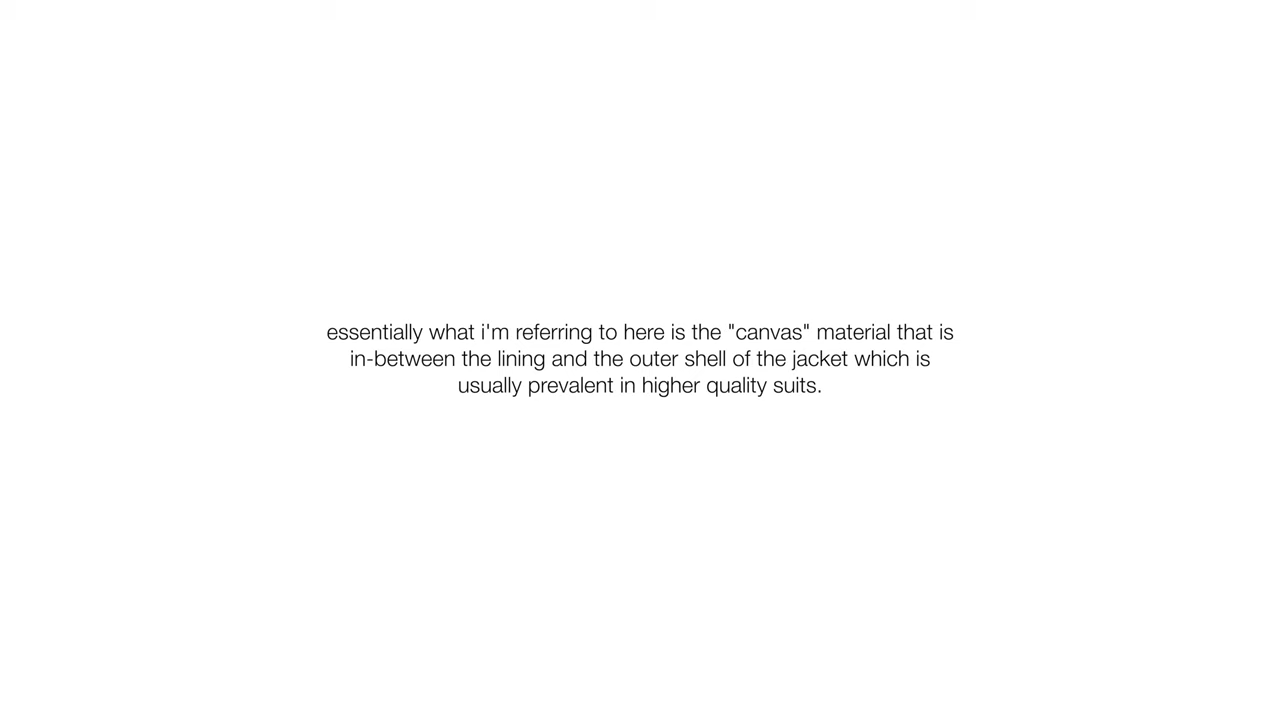 essentially what i'm referring to here is the "canvas" material that is
in-between the lining and the outer shell of the jacket which is
usually prevalent in higher quality suits.